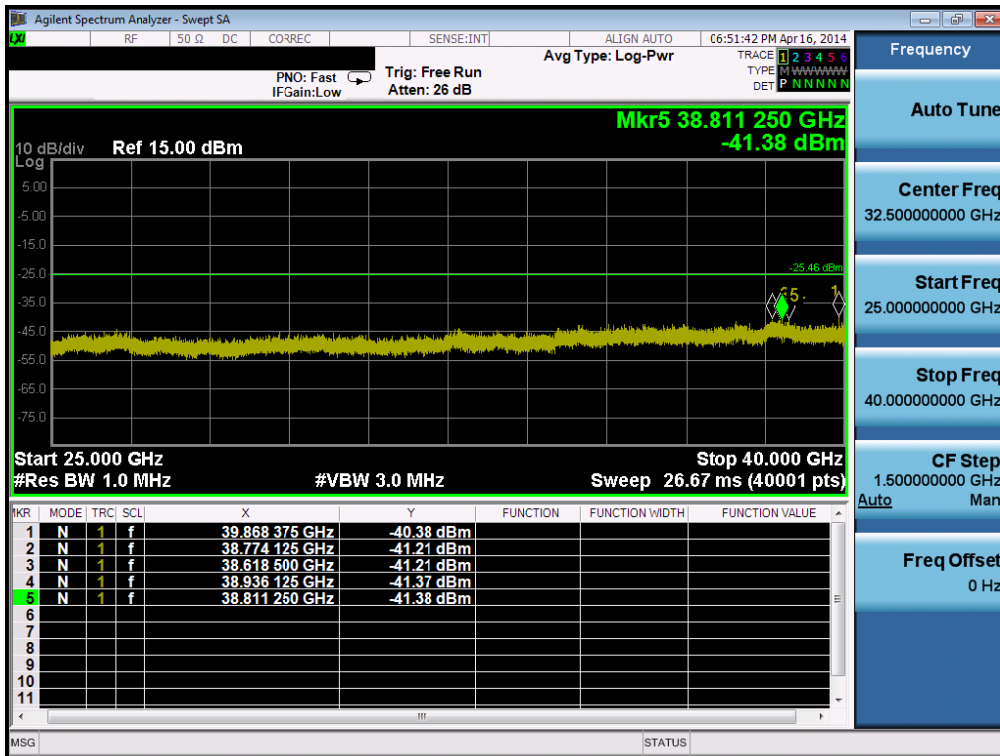 Agilent Spectrum Analyzer - Swept SA
LXI RF 50 Ω DC CORREC SENSE:INT ALIGN AUTO 06:51:42 PM Apr 16, 2014
PNO: Fast
IFGain:Low
Trig: Free Run
Atten: 26 dB
Avg Type: Log-Pwr
TRACE 1 2 3 4 5 6
TYPE M W W W W W
DET P N N N N N
Mkr5 38.811 250 GHz
-41.38 dBm
10 dB/div Ref 15.00 dBm
Log
5.00
-5.00
-15.0
-25.0
-25.46 dBm
-35.0
-45.0
-55.0
-65.0
-75.0
5
1
Start 25.000 GHz Stop 40.000 GHz
#Res BW 1.0 MHz #VBW 3.0 MHz Sweep 26.67 ms (40001 pts)
MKR MODE TRC SCL X Y FUNCTION FUNCTION WIDTH FUNCTION VALUE
1 N 1 f 39.868 375 GHz -40.38 dBm
2 N 1 f 38.774 125 GHz -41.21 dBm
3 N 1 f 38.618 500 GHz -41.21 dBm
4 N 1 f 38.936 125 GHz -41.37 dBm
5 N 1 f 38.811 250 GHz -41.38 dBm
6
7
8
9
10
11
MSG STATUS
Frequency
Auto Tune
Center Freq
32.500000000 GHz
Start Freq
25.000000000 GHz
Stop Freq
40.000000000 GHz
CF Step
1.500000000 GHz
Auto Man
Freq Offset
0 Hz